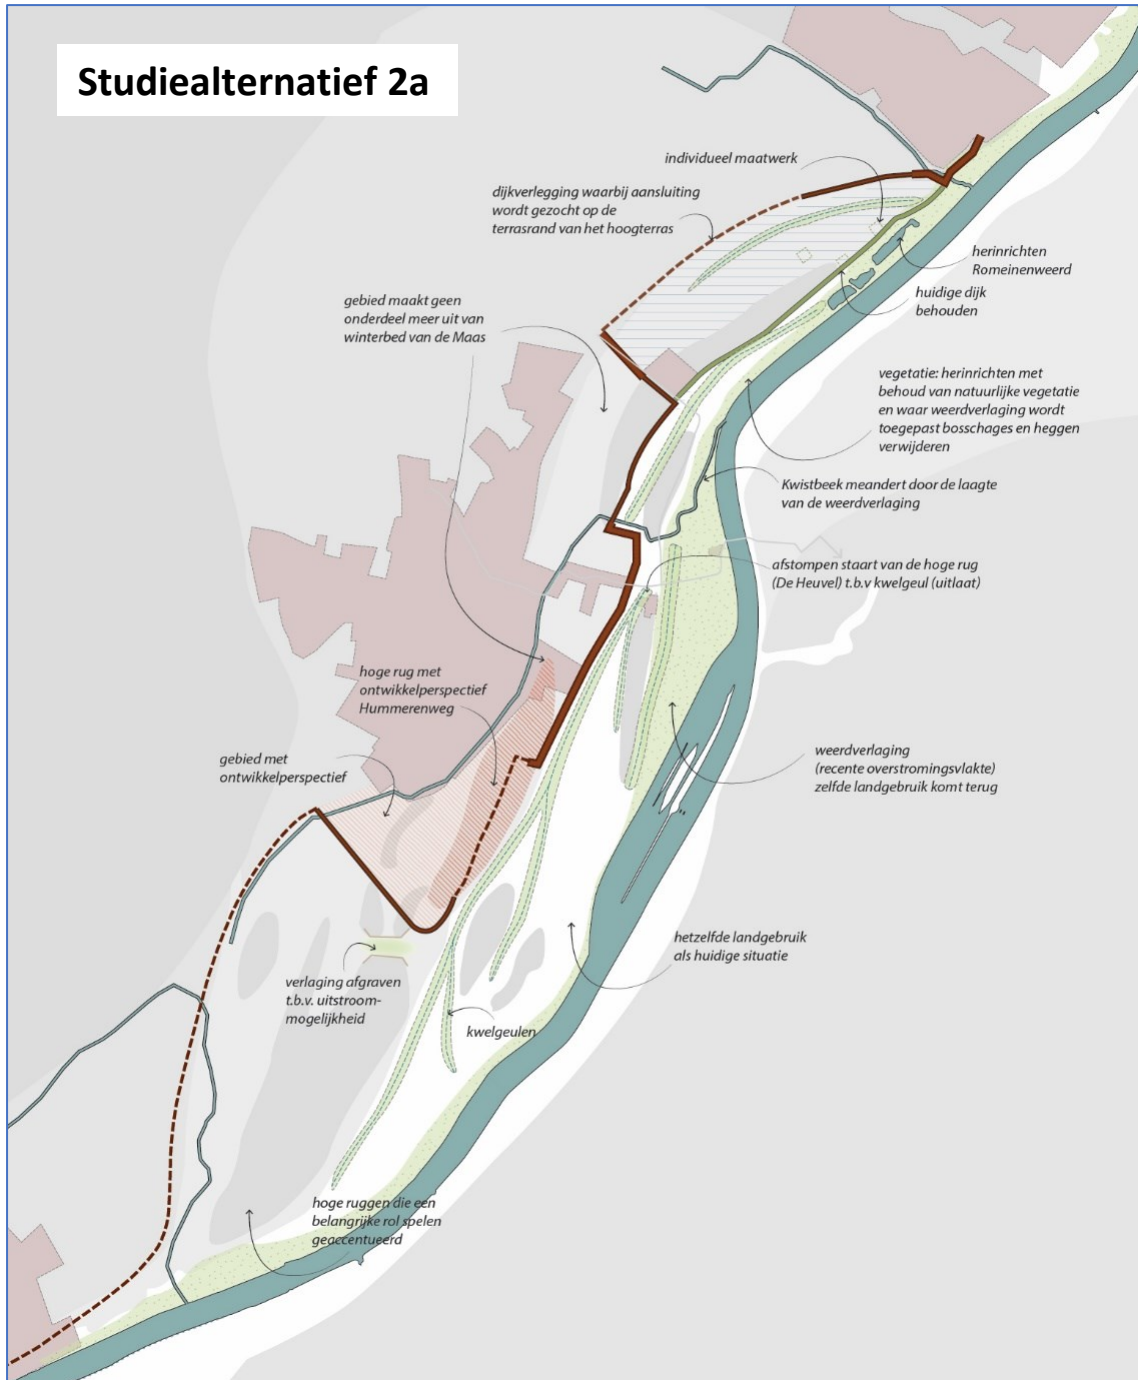 Studiealternatief 2a
individueel maatwerk
dijkverlegging waarbij aansluiting
wordt gezocht op de
terrasrand van het hoogterras
herinrichten
Romeinenweerd
huidige dijk
behouden
gebied maakt geen
onderdeel meer uit van
winterbed van de Maas
vegetatie: herinrichten met
behoud van natuurlijke vegetatie
en waar weerdverlaging wordt
toegepast bosschages en heggen
verwijderen
Kwistbeek meandert door de laagte
van de weerdverlaging
afstompen staart van de hoge rug
(De Heuvel) t.b.v kwelgeul (uitlaat)
hoge rug met
ontwikkelperspectief
Hummerenweg
gebied met
ontwikkelperspectief
weerdverlaging
(recente overstromingsvlakte)
zelfde landgebruik komt terug
hetzelfde landgebruik
als huidige situatie
verlaging afgraven
t.b.v. uitstroom-
mogelijkheid
kwelgeulen
hoge ruggen die een
belangrijke rol spelen
geaccentueerd